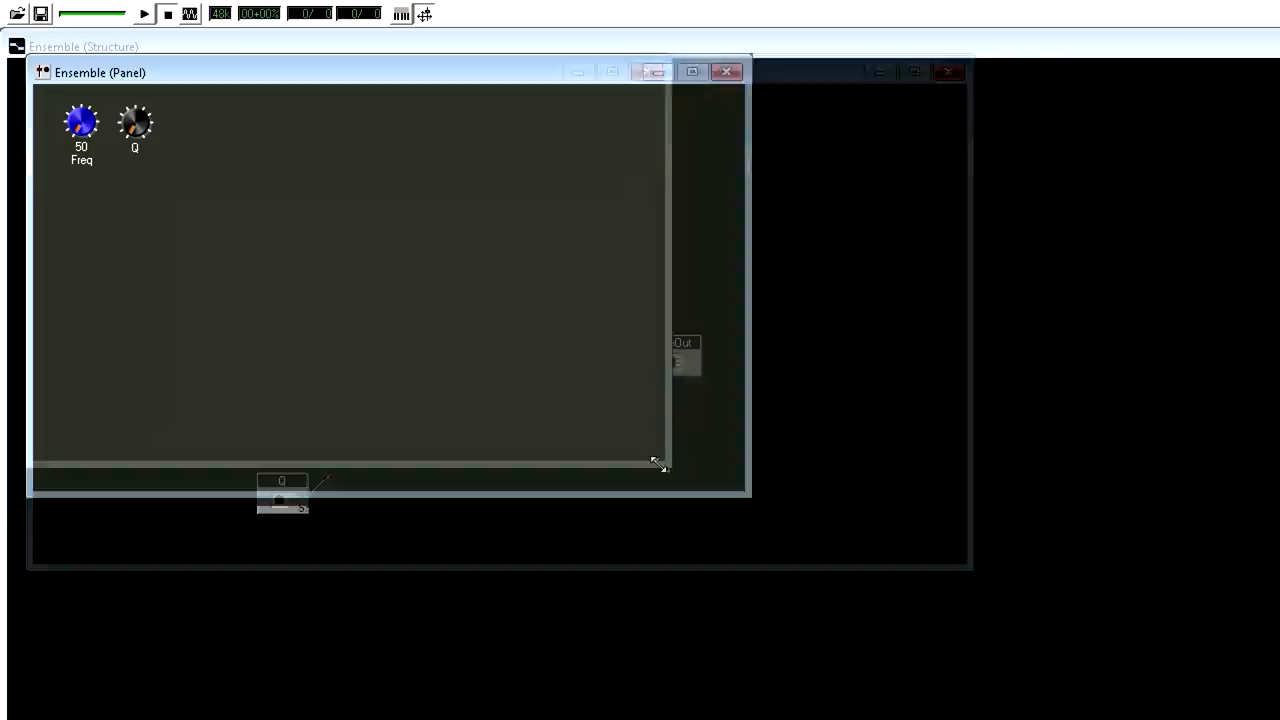 48k 00+00% 0/ 0 0/ 0
Ensemble (Structure)
Ensemble (Panel)
50
Freq
Q
Out
Q